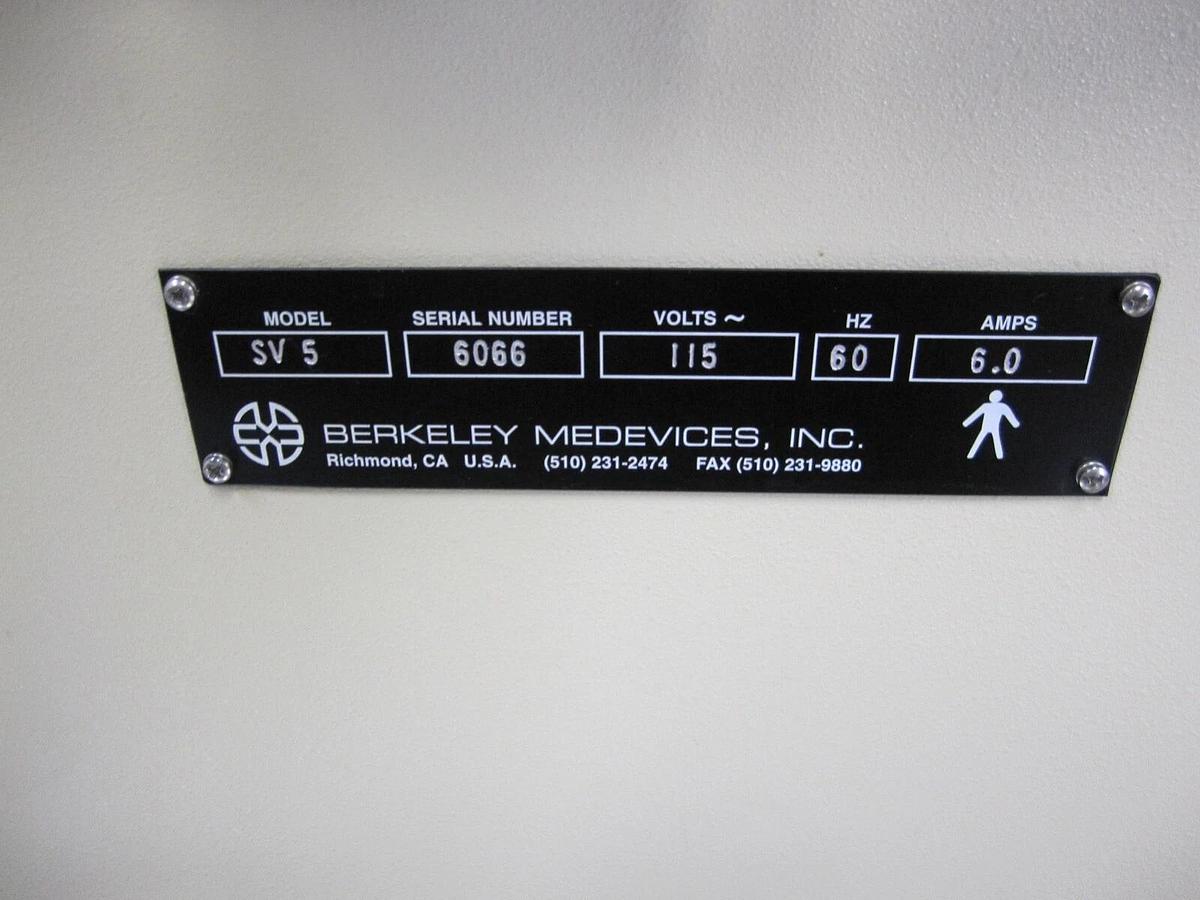 MODEL SERIAL NUMBER VOLTS ~ HZ AMPS
SV 5 6066 115 60 6.0
BERKELEY MEDEVICES, INC.
Richmond, CA U.S.A. (510) 231-2474 FAX (510) 231-9880